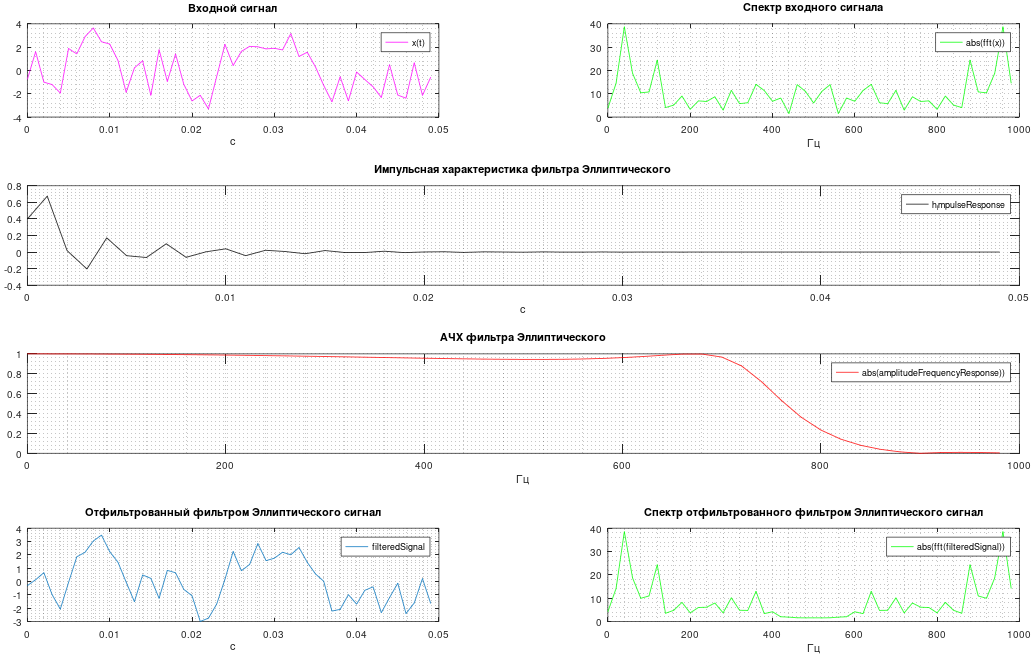 Входной сигнал
4
2
0
-2
-4
x(t)
0 0.01 0.02 0.03 0.04 0.05
с
Спектр входного сигнала
40
30
20
10
0
abs(fft(x))
0 200 400 600 800 1000
Гц
Импульсная характеристика фильтра Эллиптического
0.8
0.6
0.4
0.2
0
-0.2
-0.4
hImpulseResponse
0 0.01 0.02 0.03 0.04 0.05
с
АЧХ фильтра Эллиптического
1
0.8
0.6
0.4
0.2
0
abs(amplitudeFrequencyResponse))
0 200 400 600 800 1000
Гц
Отфильтрованный фильтром Эллиптического сигнал
4
3
2
1
0
-1
-2
-3
filteredSignal
0 0.01 0.02 0.03 0.04 0.05
с
Спектр отфильтрованного фильтром Эллиптического сигнал
40
30
20
10
0
abs(fft(filteredSignal))
0 200 400 600 800 1000
Гц